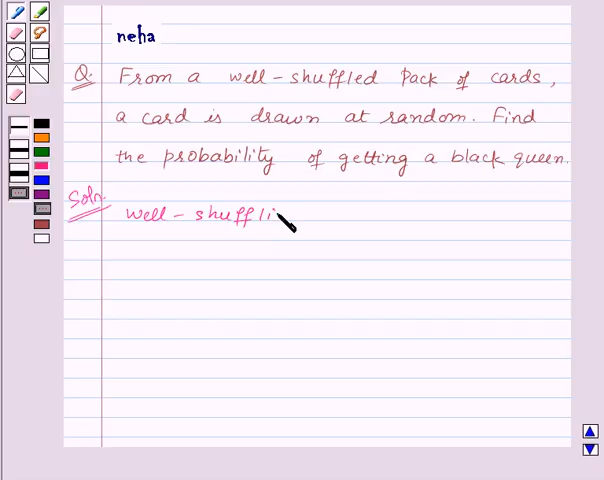 neha
Q. From a well-shuffled Pack of cards,
a card is drawn at random. Find
the probability of getting a black queen.
Soln.
well-shuffli